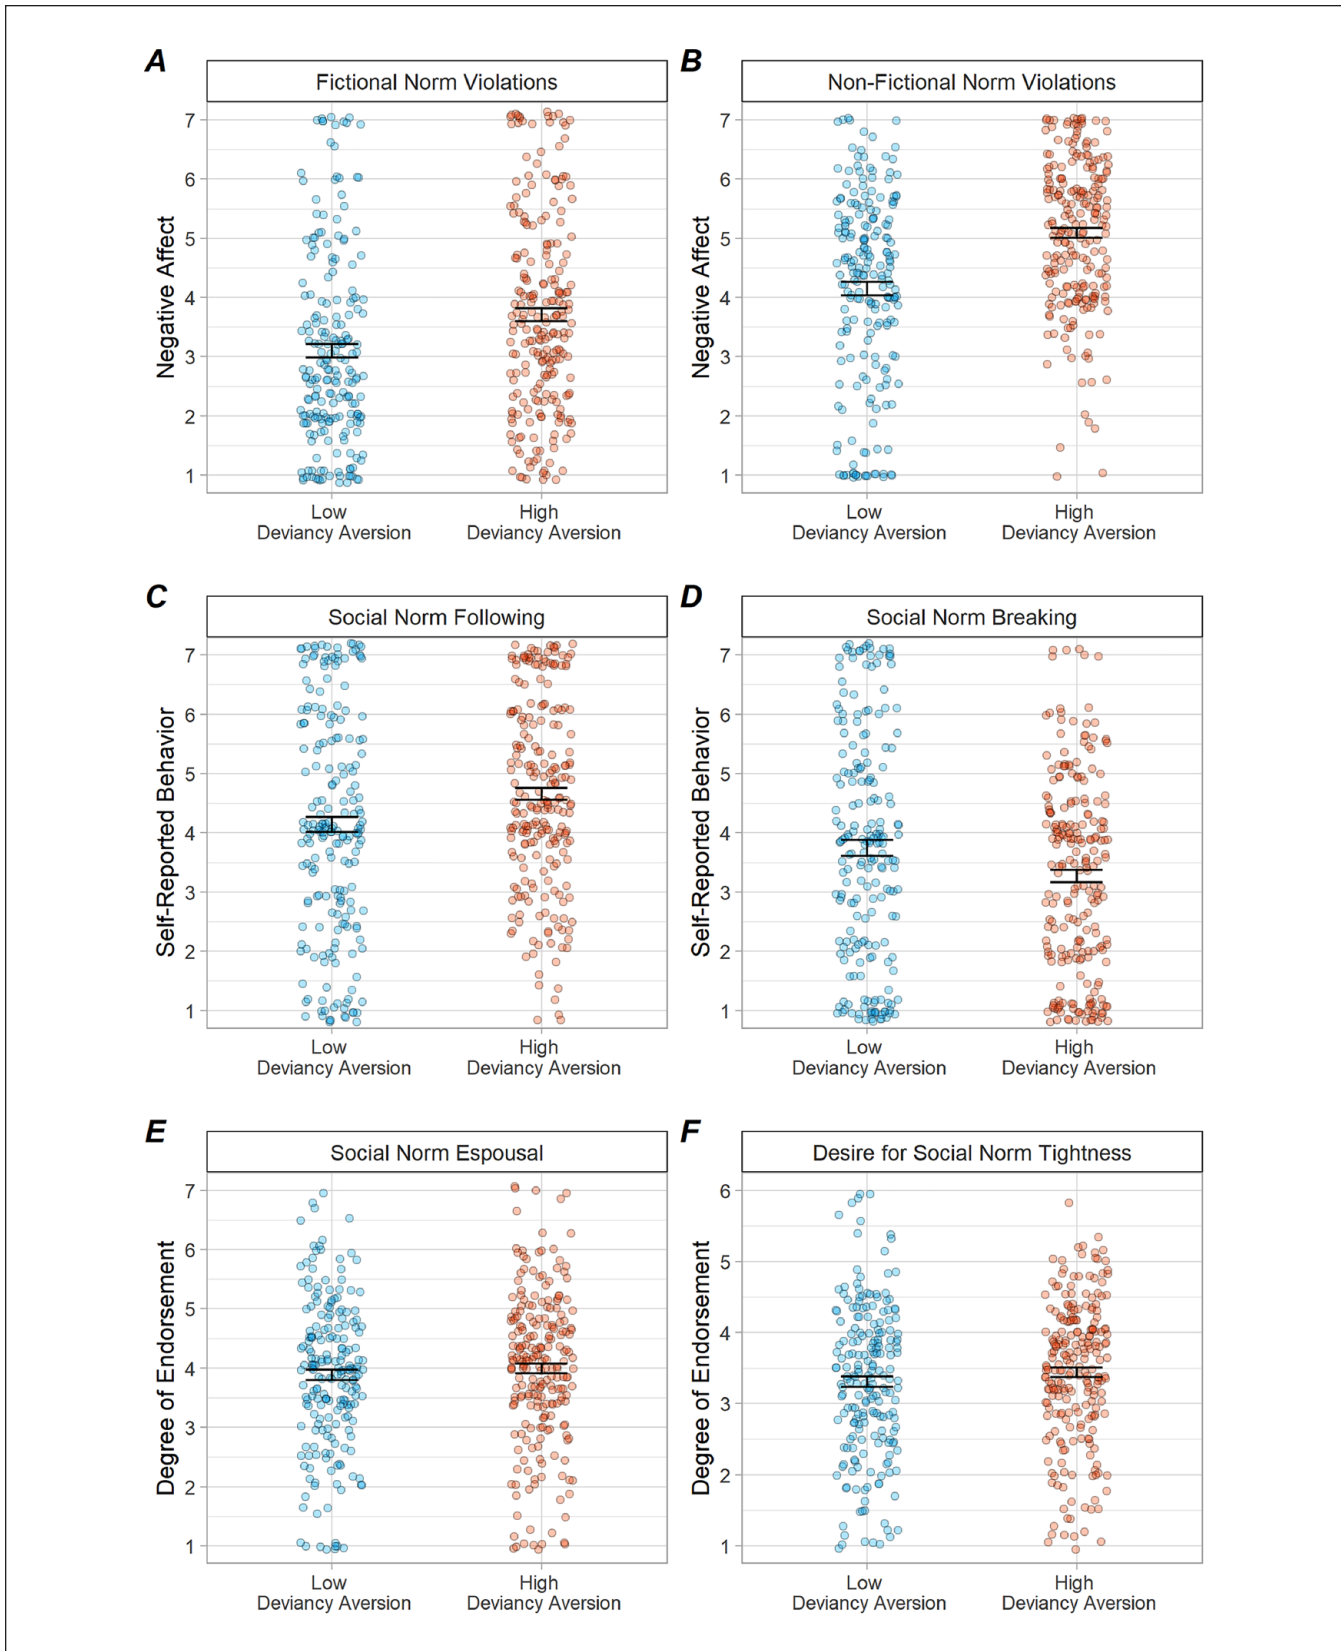 A
Fictional Norm Violations
Negative Affect
7
6
5
4
3
2
1
Low
Deviancy Aversion
High
Deviancy Aversion
B
Non-Fictional Norm Violations
Negative Affect
7
6
5
4
3
2
1
Low
Deviancy Aversion
High
Deviancy Aversion
C
Social Norm Following
Self-Reported Behavior
7
6
5
4
3
2
1
Low
Deviancy Aversion
High
Deviancy Aversion
D
Social Norm Breaking
Self-Reported Behavior
7
6
5
4
3
2
1
Low
Deviancy Aversion
High
Deviancy Aversion
E
Social Norm Espousal
Degree of Endorsement
7
6
5
4
3
2
1
Low
Deviancy Aversion
High
Deviancy Aversion
F
Desire for Social Norm Tightness
Degree of Endorsement
6
5
4
3
2
1
Low
Deviancy Aversion
High
Deviancy Aversion